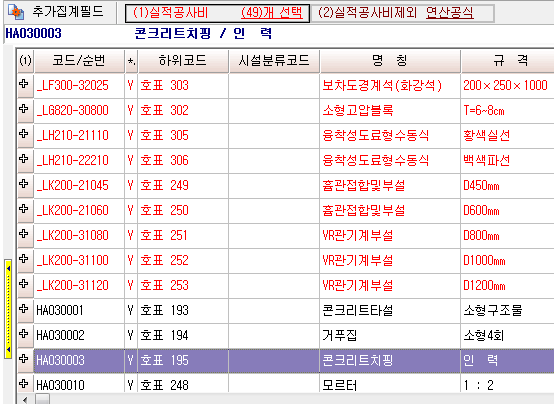 추가집계필드 (1)실적공사비 (49)개 선택 (2)실적공사비제외 연산공식
HA030003 콘크리트치핑 / 인 력
(1) 코드/순번 *. 하위코드 시설분류코드 명 칭 규 격
_LF300-32025 Y 호표 303 보차도경계석(화강석) 200×250×1000
_LG820-30800 Y 호표 302 소형고압블록 T=6~8cm
_LH210-21110 Y 호표 305 융착성도료형수동식 황색실선
_LH210-22210 Y 호표 306 융착성도료형수동식 백색파선
_LK200-21045 Y 호표 249 흄관접합및부설 D450mm
_LK200-21060 Y 호표 250 흄관접합및부설 D600mm
_LK200-31080 Y 호표 251 VR관기계부설 D800mm
_LK200-31100 Y 호표 252 VR관기계부설 D1000mm
_LK200-31120 Y 호표 253 VR관기계부설 D1200mm
HA030001 Y 호표 193 콘크리트타설 소형구조물
HA030002 Y 호표 194 거푸집 소형4회
HA030003 Y 호표 195 콘크리트치핑 인 력
HA030010 Y 호표 248 모르터 1 : 2